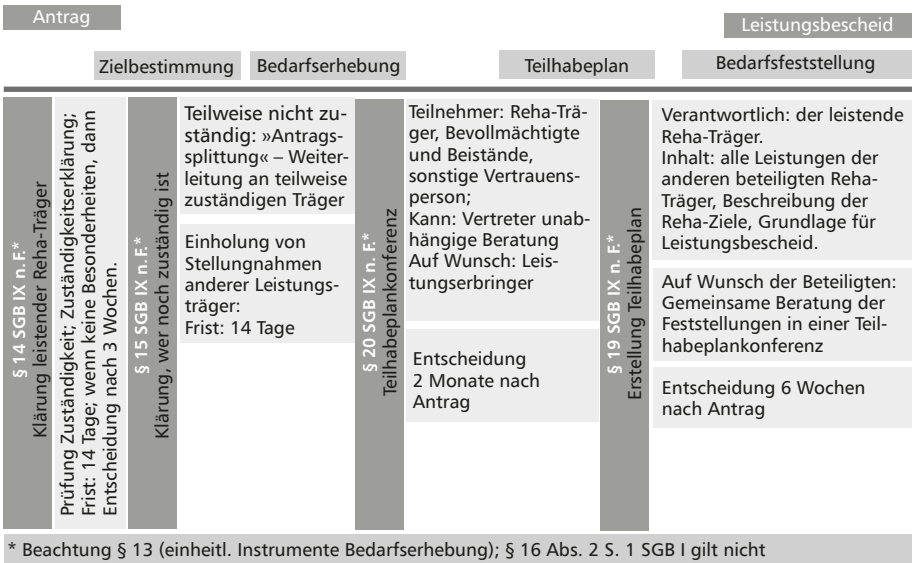 Antrag
Leistungsbescheid
Zielbestimmung
Bedarfserhebung
Teilhabeplan
Bedarfsfeststellung
§ 14 SGB IX n. F.*
Klärung leistender Reha-Träger
Prüfung Zuständigkeit; Zuständigkeitserklärung;
Frist: 14 Tage; wenn keine Besonderheiten, dann
Entscheidung nach 3 Wochen.
§ 15 SGB IX n. F.*
Klärung, wer noch zuständig ist
Teilweise nicht zu-
ständig: »Antrags-
splittung« – Weiter-
leitung an teilweise
zuständigen Träger
Einholung von
Stellungnahmen
anderer Leistungs-
träger:
Frist: 14 Tage
§ 20 SGB IX n. F.*
Teilhabeplankonferenz
Teilnehmer: Reha-Trä-
ger, Bevollmächtigte
und Beistände,
sonstige Vertrauens-
person;
Kann: Vertreter unab-
hängige Beratung
Auf Wunsch: Leis-
tungserbringer
Entscheidung
2 Monate nach
Antrag
§ 19 SGB IX n. F.*
Erstellung Teilhabeplan
Verantwortlich: der leistende
Reha-Träger.
Inhalt: alle Leistungen der
anderen beteiligten Reha-
Träger, Beschreibung der
Reha-Ziele, Grundlage für
Leistungsbescheid.
Auf Wunsch der Beteiligten:
Gemeinsame Beratung der
Feststellungen in einer Teil-
habeplankonferenz
Entscheidung 6 Wochen
nach Antrag
* Beachtung § 13 (einheitl. Instrumente Bedarfserhebung); § 16 Abs. 2 S. 1 SGB I gilt nicht